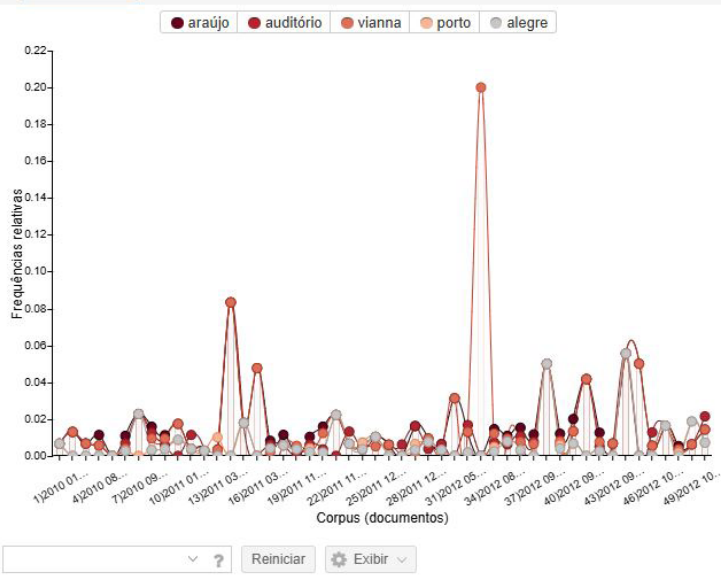 araújo auditório vianna porto alegre
0.22
0.20
0.18
0.16
0.14
0.12
0.10
0.08
0.06
0.04
0.02
0.00
Frequências relativas
1)2010 01... 4)2010 08... 7)2010 09... 10)2011 01... 13)2011 03... 16)2011 03... 19)2011 11... 22)2011 11... 25)2011 12... 28)2011 12... 31)2012 05... 34)2012 08... 37)2012 09... 40)2012 09... 43)2012 09... 46)2012 10... 49)2012 10...
Corpus (documentos)
? Reiniciar Exibir